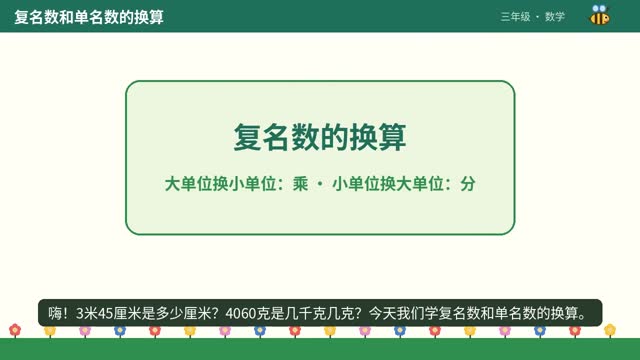 复名数和单名数的换算
三年级 · 数学
复名数的换算
大单位换小单位：乘 · 小单位换大单位：分
嗨！3米45厘米是多少厘米？4060克是几千克几克？今天我们学复名数和单名数的换算。